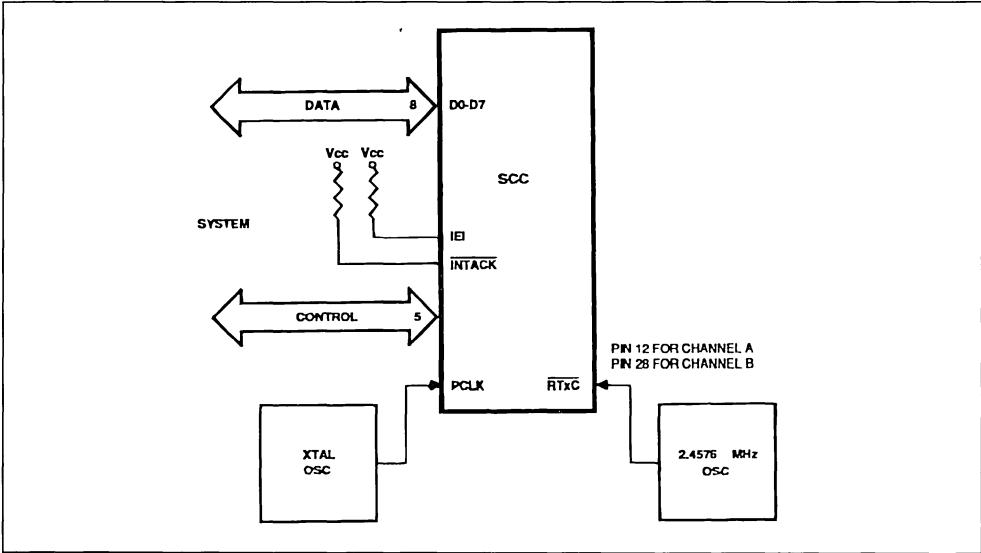 DATA 8
D0-D7
Vcc Vcc
SCC
SYSTEM
IEI
INTACK
CONTROL 5
PIN 12 FOR CHANNEL A
PIN 28 FOR CHANNEL B
PCLK
RTxC
XTAL
OSC
2.4576 MHz
OSC